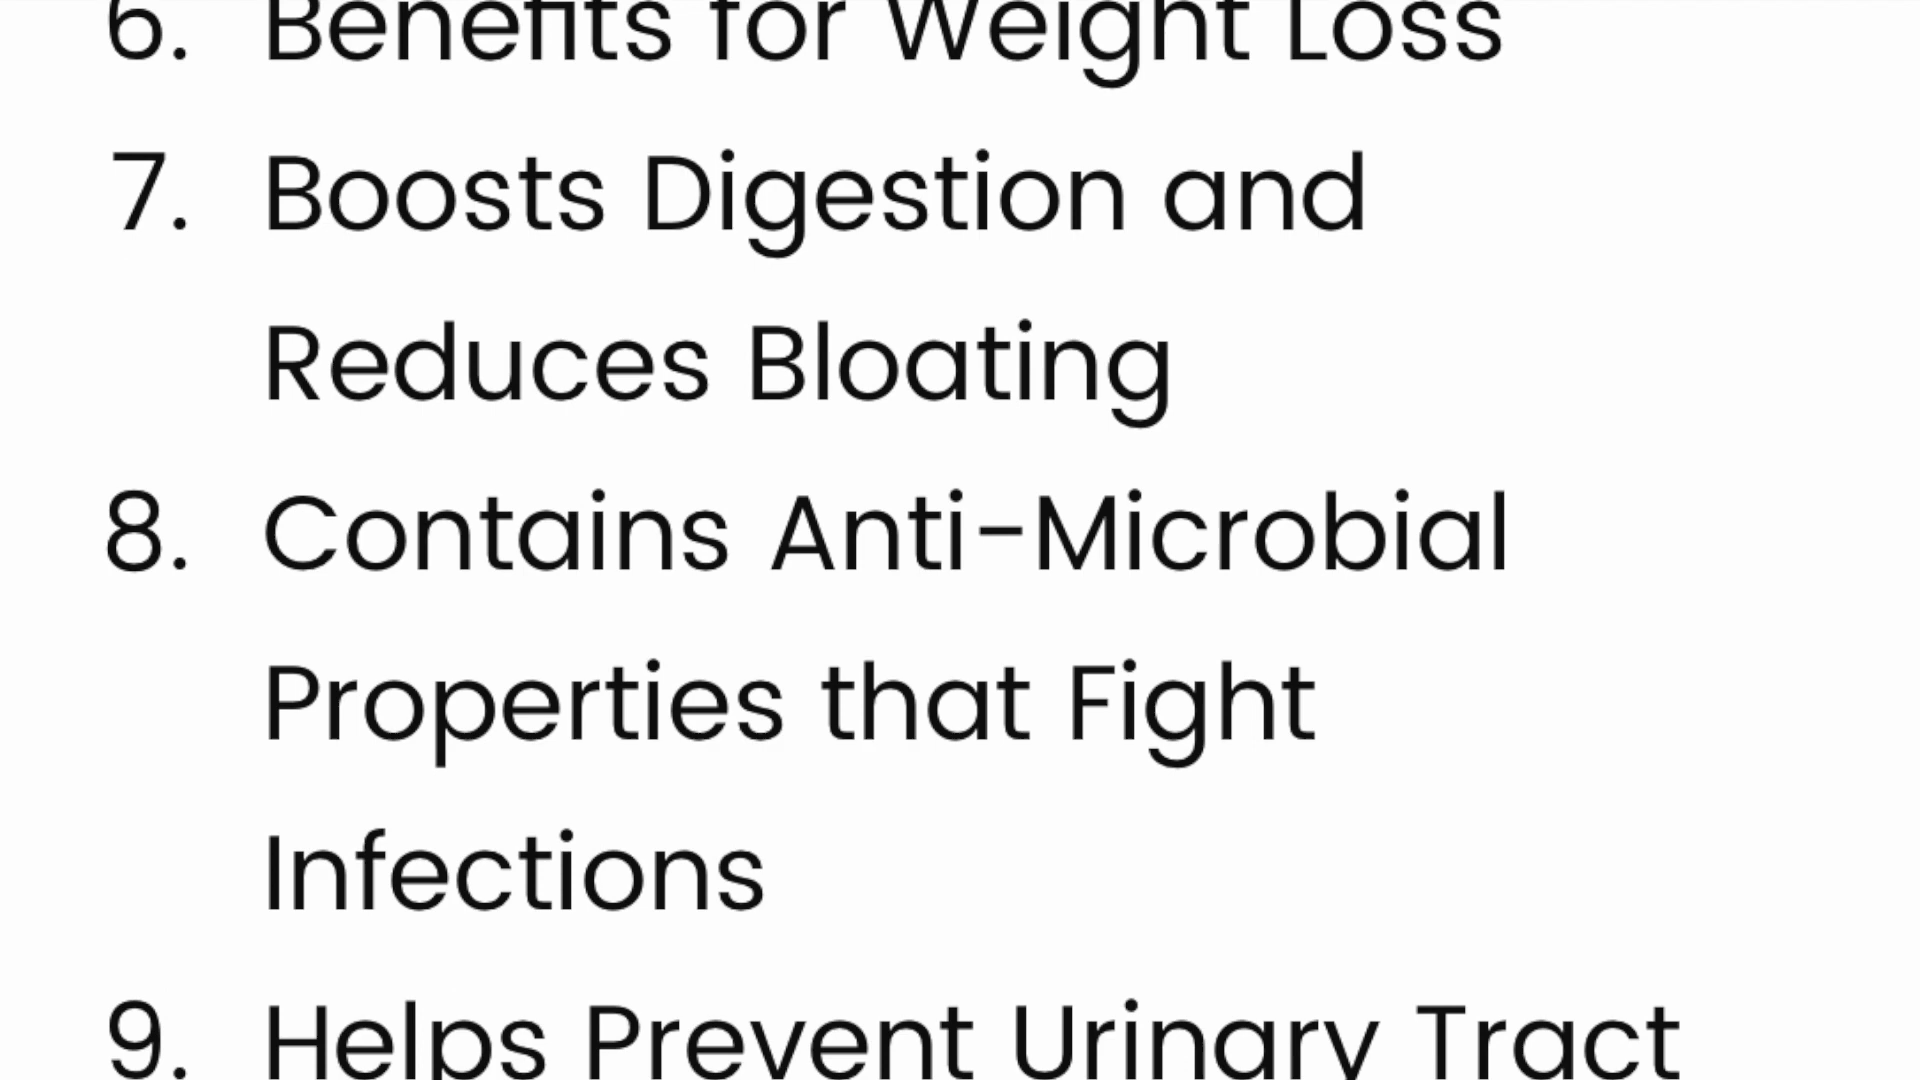 6. Benefits for Weight Loss
7. Boosts Digestion and
Reduces Bloating
8. Contains Anti-Microbial
Properties that Fight
Infections
9. Helps Prevent Urinary Tract